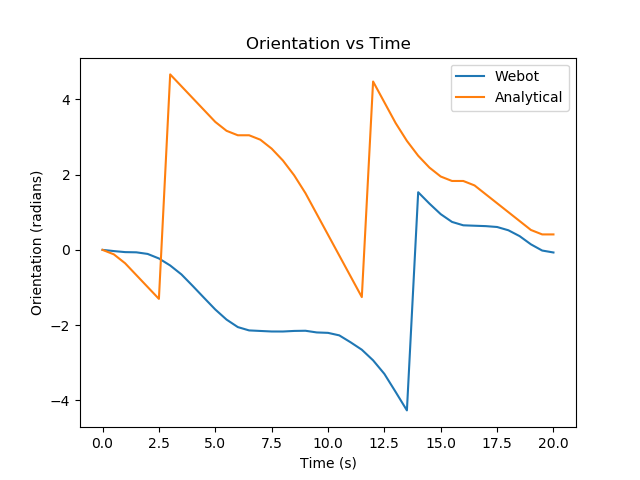 Orientation vs Time
Webot
Analytical
4
2
0
−2
−4
Orientation (radians)
0.0 2.5 5.0 7.5 10.0 12.5 15.0 17.5 20.0
Time (s)